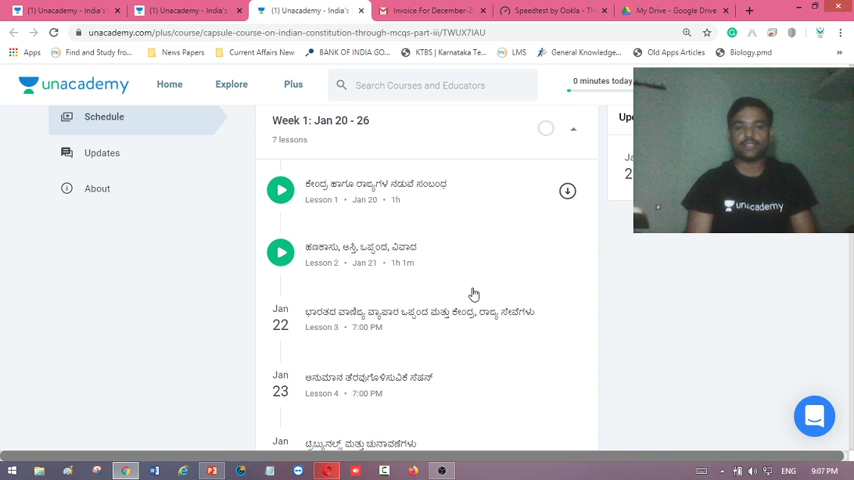 (1) Unacademy - India's
(1) Unacademy - India's
(1) Unacademy - India's
Invoice For December-2
Speedtest by Ookla - Th
My Drive - Google Drive
unacademy.com/plus/course/capsule-course-on-indian-constitution-through-mcqs-part-iii/TWUX7IAU
Apps
Find and Study fro...
News Papers
Current Affairs New
BANK OF INDIA GO...
KTBS | Karnataka Te...
LMS
General Knowledge...
Old Apps Articles
Biology.pmd
unacademy
Home
Explore
Plus
Search Courses and Educators
0 minutes today
Schedule
Updates
About
Week 1: Jan 20 - 26
7 lessons
ಕೇಂದ್ರ ಹಾಗೂ ರಾಜ್ಯಗಳ ನಡುವೆ ಸಂಬಂಧ
Lesson 1 • Jan 20 • 1h
ಹಣಕಾಸು, ಆಸ್ತಿ, ಒಪ್ಪಂದ, ವಿವಾದ
Lesson 2 • Jan 21 • 1h 1m
Jan
22
ಭಾರತದ ವಾಣಿಜ್ಯ ವ್ಯಾಪಾರ ಒಪ್ಪಂದ ಮತ್ತು ಕೇಂದ್ರ, ರಾಜ್ಯ ಸೇವೆಗಳು
Lesson 3 • 7:00 PM
Jan
23
ಅನುಮಾನ ತೆರವುಗೊಳಿಸುವಿಕೆ ಸೆಷನ್
Lesson 4 • 7:00 PM
Jan
ಟ್ರಿಬ್ಯುನಲ್ಸ್ ಮತ್ತು ಚುನಾವಣೆಗಳು
unacademy
ENG
9:07 PM